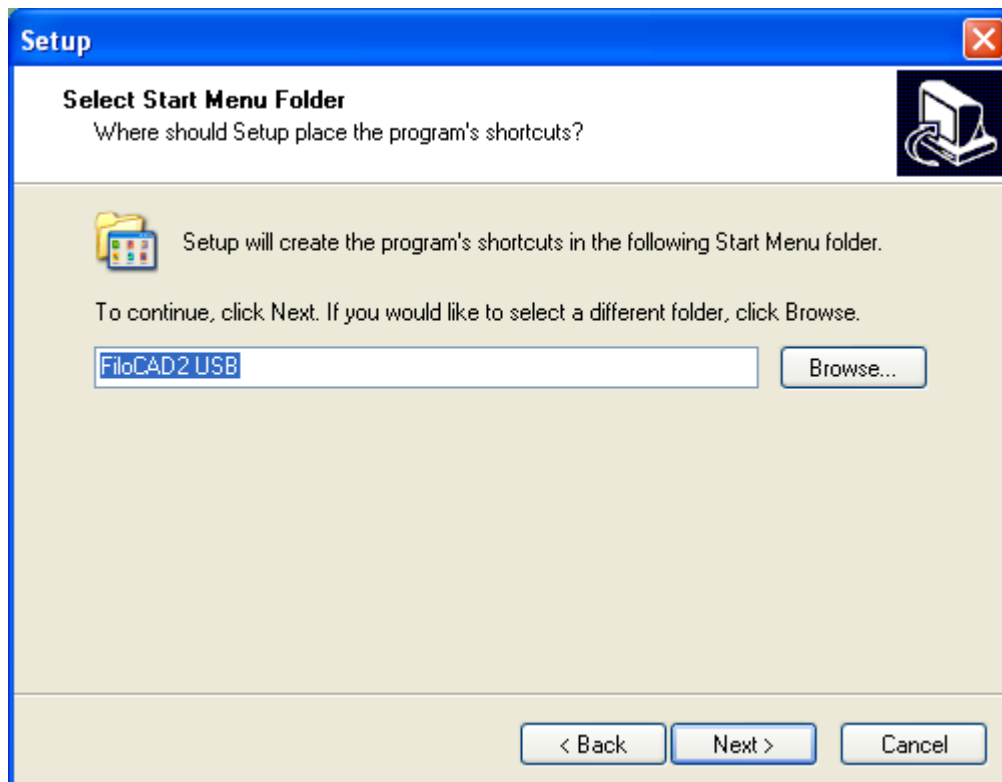 Setup
Select Start Menu Folder
Where should Setup place the program's shortcuts?
Setup will create the program's shortcuts in the following Start Menu folder.
To continue, click Next. If you would like to select a different folder, click Browse.
FiloCAD2 USB
Browse...
< Back
Next >
Cancel